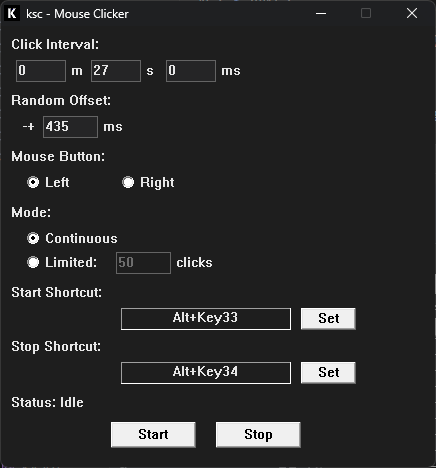 K ksc - Mouse Clicker
Click Interval:
0 m 27 s 0 ms
Random Offset:
-+ 435 ms
Mouse Button:
Left Right
Mode:
Continuous
Limited: 50 clicks
Start Shortcut:
Alt+Key33 Set
Stop Shortcut:
Alt+Key34 Set
Status: Idle
Start Stop